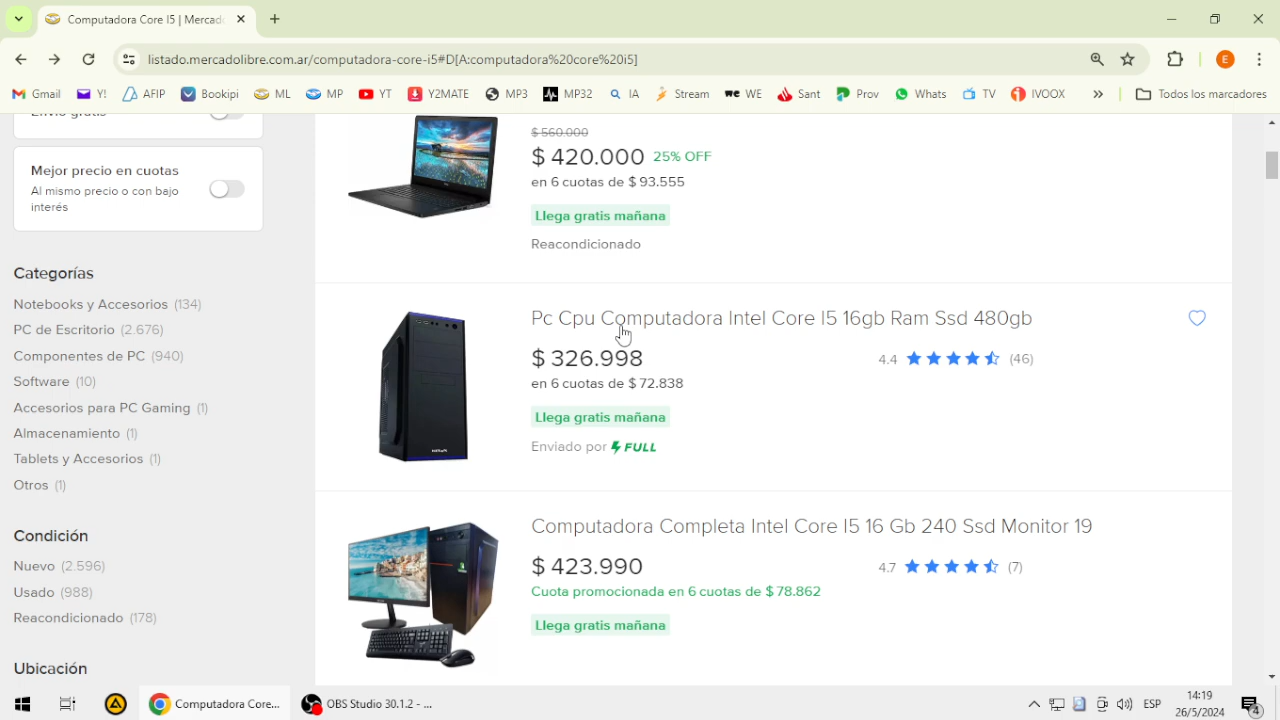 Computadora Core I5 | Mercado
listado.mercadolibre.com.ar/computadora-core-i5#D[A:computadora%20core%20i5]
E
Gmail Y! AFIP Bookipi ML MP YT Y2MATE MP3 MP32 IA Stream WE Sant Prov Whats TV IVOOX » Todos los marcadores
Envío gratis
Mejor precio en cuotas
Al mismo precio o con bajo
interés
Categorías
Notebooks y Accesorios (134)
PC de Escritorio (2.676)
Componentes de PC (940)
Software (10)
Accesorios para PC Gaming (1)
Almacenamiento (1)
Tablets y Accesorios (1)
Otros (1)
Condición
Nuevo (2.596)
Usado (988)
Reacondicionado (178)
Ubicación
$ 560.000
$ 420.000 25% OFF
en 6 cuotas de $ 93.555
Llega gratis mañana
Reacondicionado
Pc Cpu Computadora Intel Core I5 16gb Ram Ssd 480gb
$ 326.998 4.4 (46)
en 6 cuotas de $ 72.838
Llega gratis mañana
Enviado por FULL
Computadora Completa Intel Core I5 16 Gb 240 Ssd Monitor 19
$ 423.990 4.7 (7)
Cuota promocionada en 6 cuotas de $ 78.862
Llega gratis mañana
Computadora Core...
OBS Studio 30.1.2 - ...
ESP
14:19
26/5/2024
4